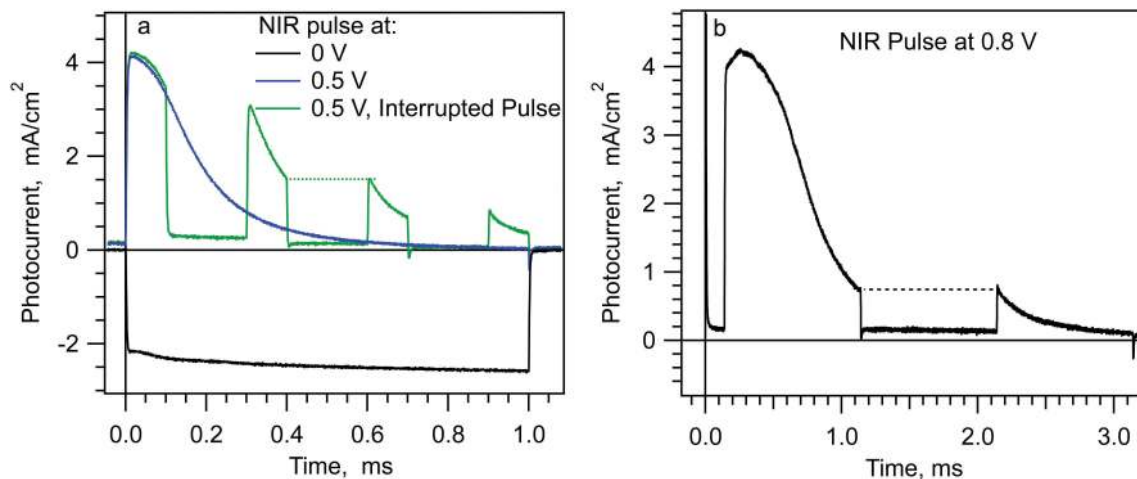 a
NIR pulse at:
0 V
0.5 V
0.5 V, Interrupted Pulse
Photocurrent, mA/cm²
4
2
0
-2
0.0 0.2 0.4 0.6 0.8 1.0
Time, ms
b
NIR Pulse at 0.8 V
Photocurrent, mA/cm²
4
3
2
1
0
0.0 1.0 2.0 3.0
Time, ms